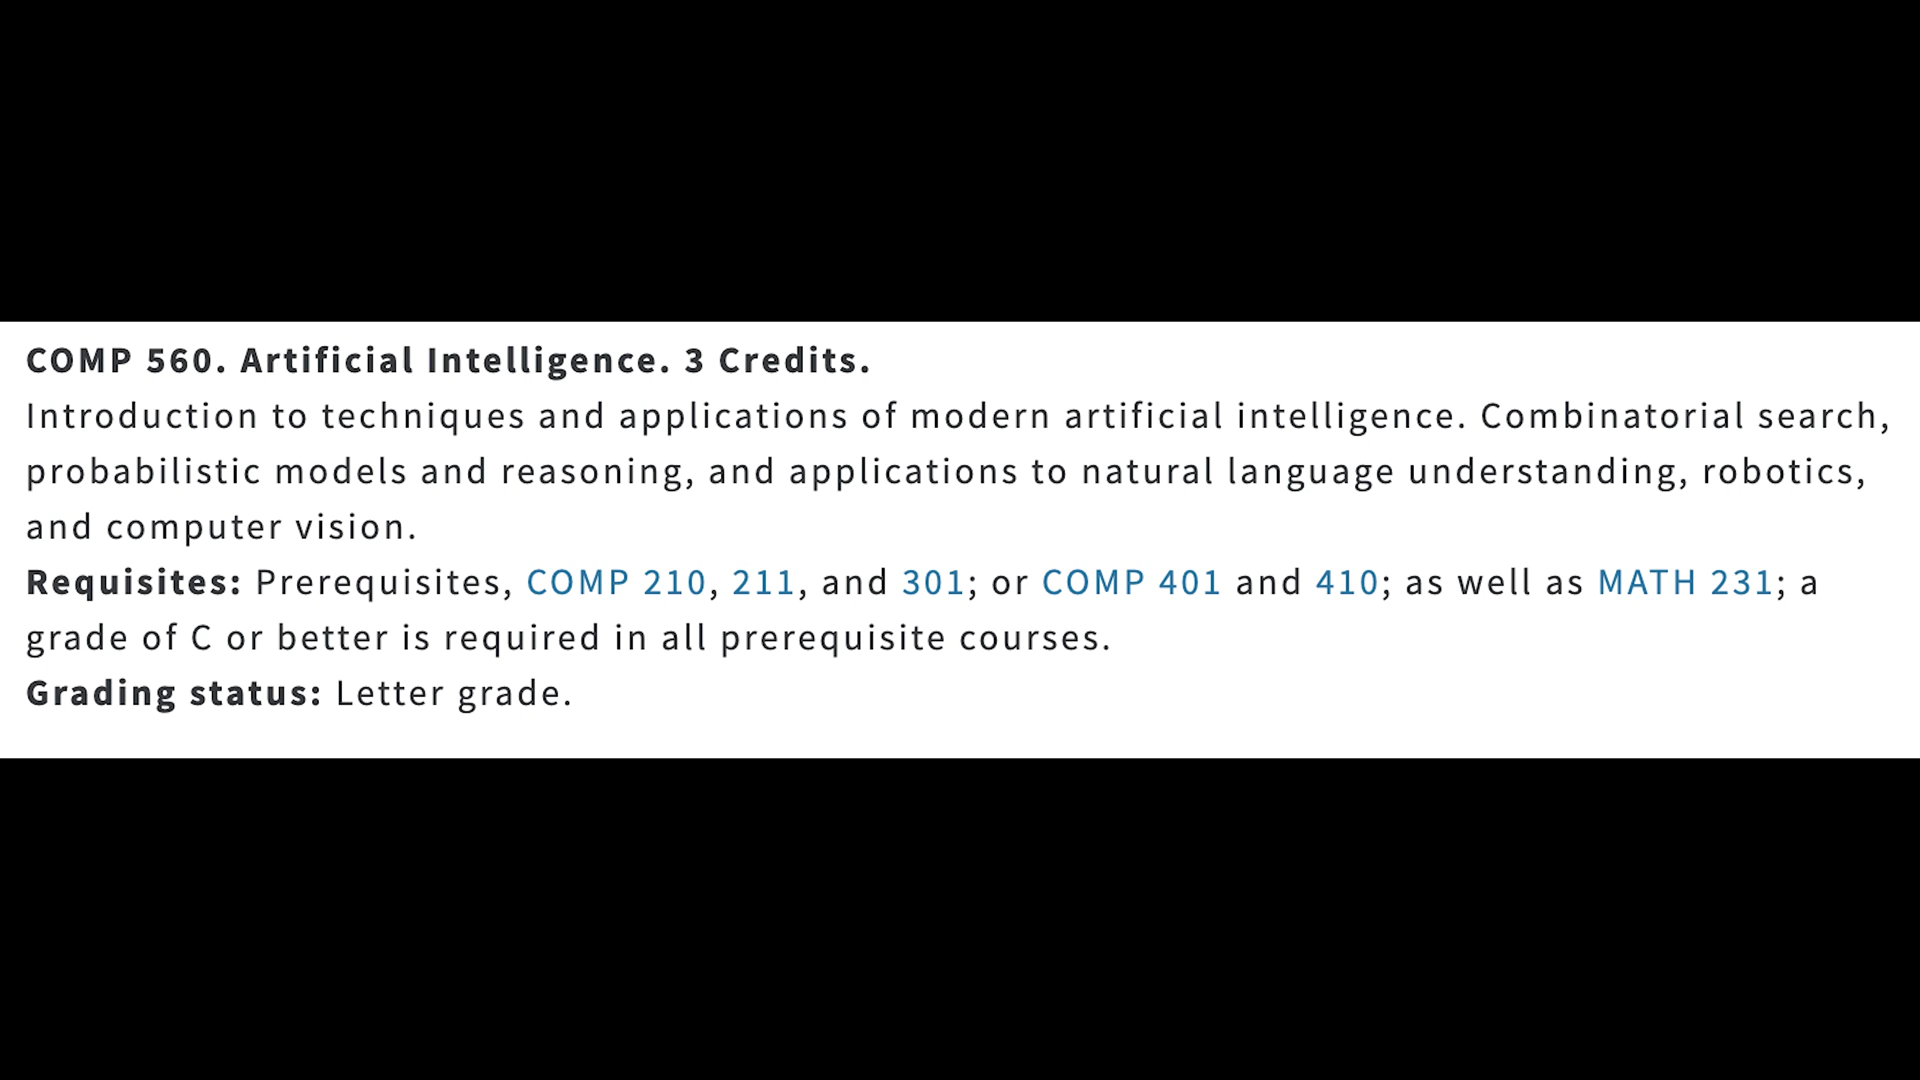 COMP 560. Artificial Intelligence. 3 Credits.
Introduction to techniques and applications of modern artificial intelligence. Combinatorial search,
probabilistic models and reasoning, and applications to natural language understanding, robotics,
and computer vision.
Requisites: Prerequisites, COMP 210, 211, and 301; or COMP 401 and 410; as well as MATH 231; a
grade of C or better is required in all prerequisite courses.
Grading status: Letter grade.